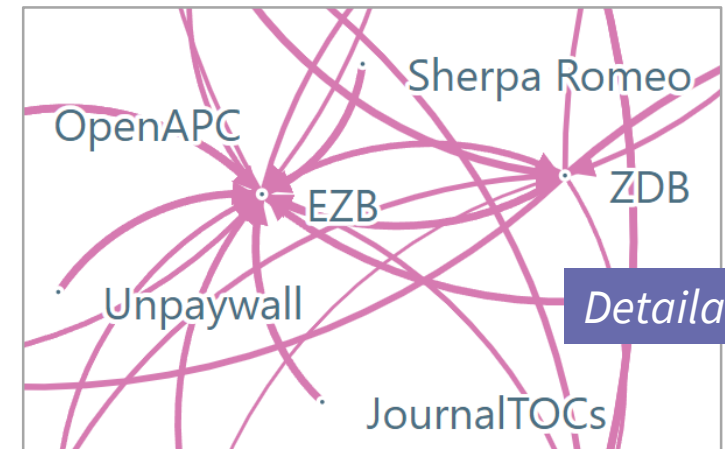 Sherpa Romeo
OpenAPC
ZDB
EZB
Unpaywall
Detaila
JournalTOCs